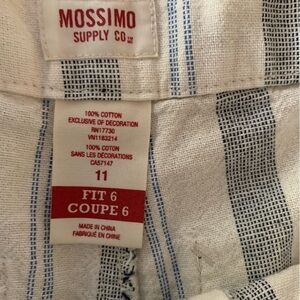 MOSSIMO
SUPPLY CO
100% COTTON
EXCLUSIVE OF DECORATION
RN17730
VN1183214
100% COTON
SANS LES DÉCORATIONS
CA57147
11
FIT 6
COUPE 6
MADE IN CHINA
FABRIQUÉ EN CHINE